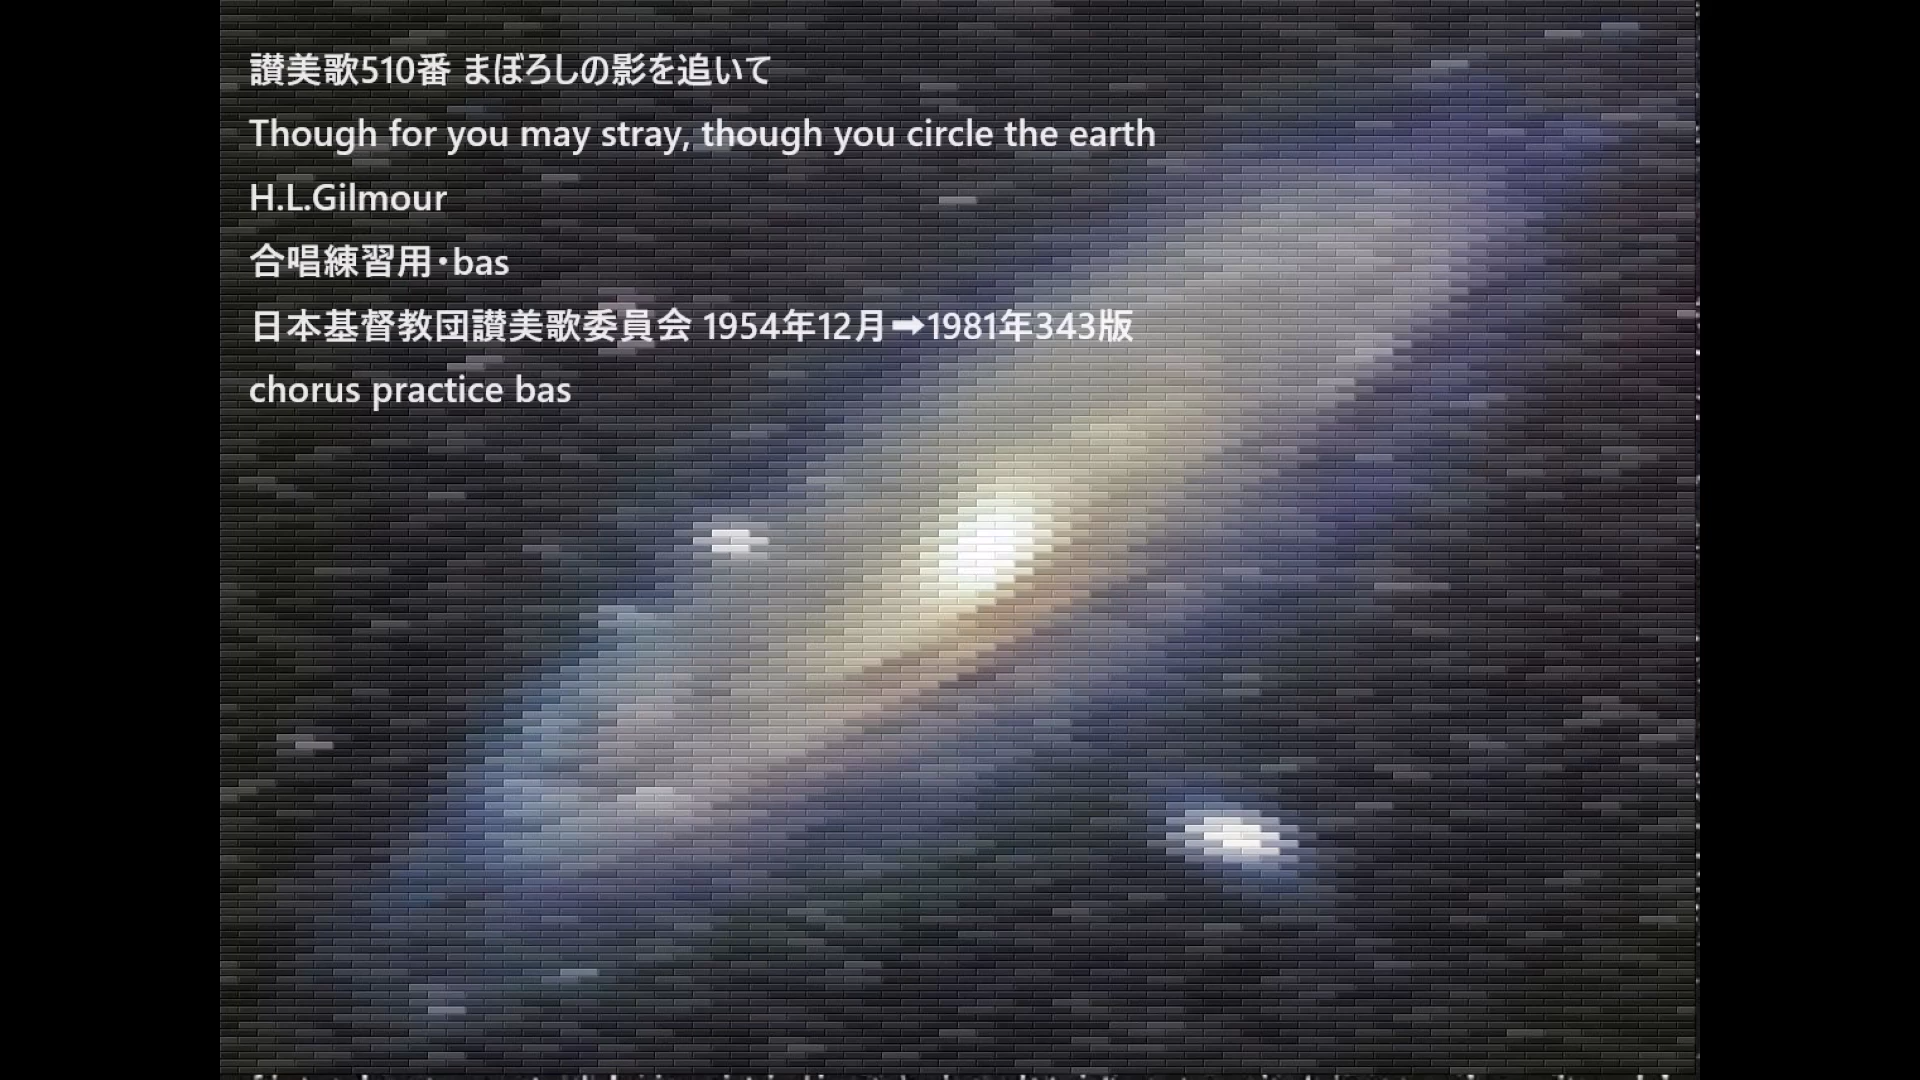 讃美歌510番 まぼろしの影を追いて
Though for you may stray, though you circle the earth
H.L.Gilmour
合唱練習用・bas
日本基督教団讃美歌委員会 1954年12月➡1981年343版
chorus practice bas